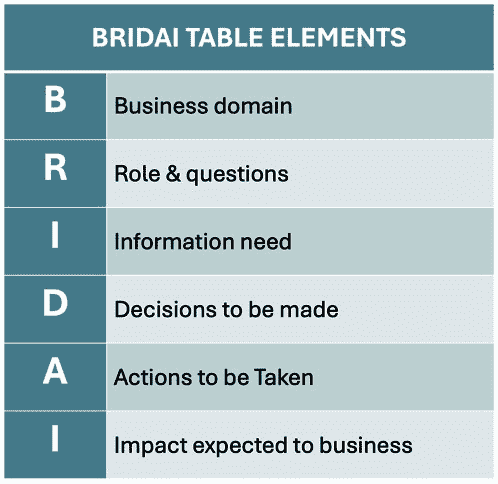 BRIDAI TABLE ELEMENTS
B Business domain
R Role & questions
I Information need
D Decisions to be made
A Actions to be Taken
I Impact expected to business